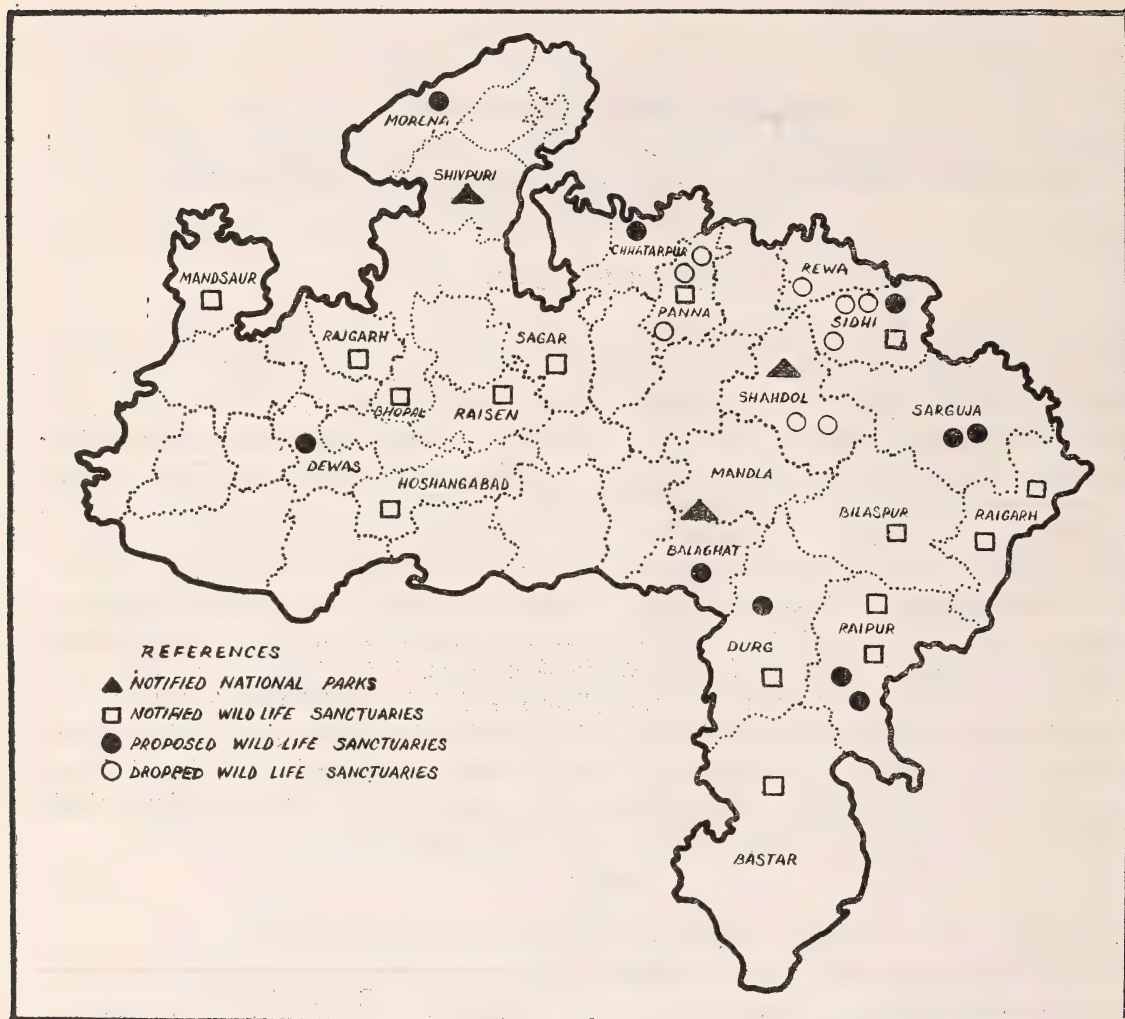 MORENA
SHIVPURI
MANDSAUR
CHHATARPUR
REWA
PANNA
SIDHI
RAJGARH
SAGAR
BHOPAL
RAISEN
SHAHDOL
SARGUJA
DEWAS
HOSHANGABAD
MANDLA
BILASPUR
RAIGARH
BALAGHAT
RAIPUR
DURG
BASTAR
REFERENCES
NOTIFIED NATIONAL PARKS
NOTIFIED WILD LIFE SANCTUARIES
PROPOSED WILD LIFE SANCTUARIES
DROPPED WILD LIFE SANCTUARIES